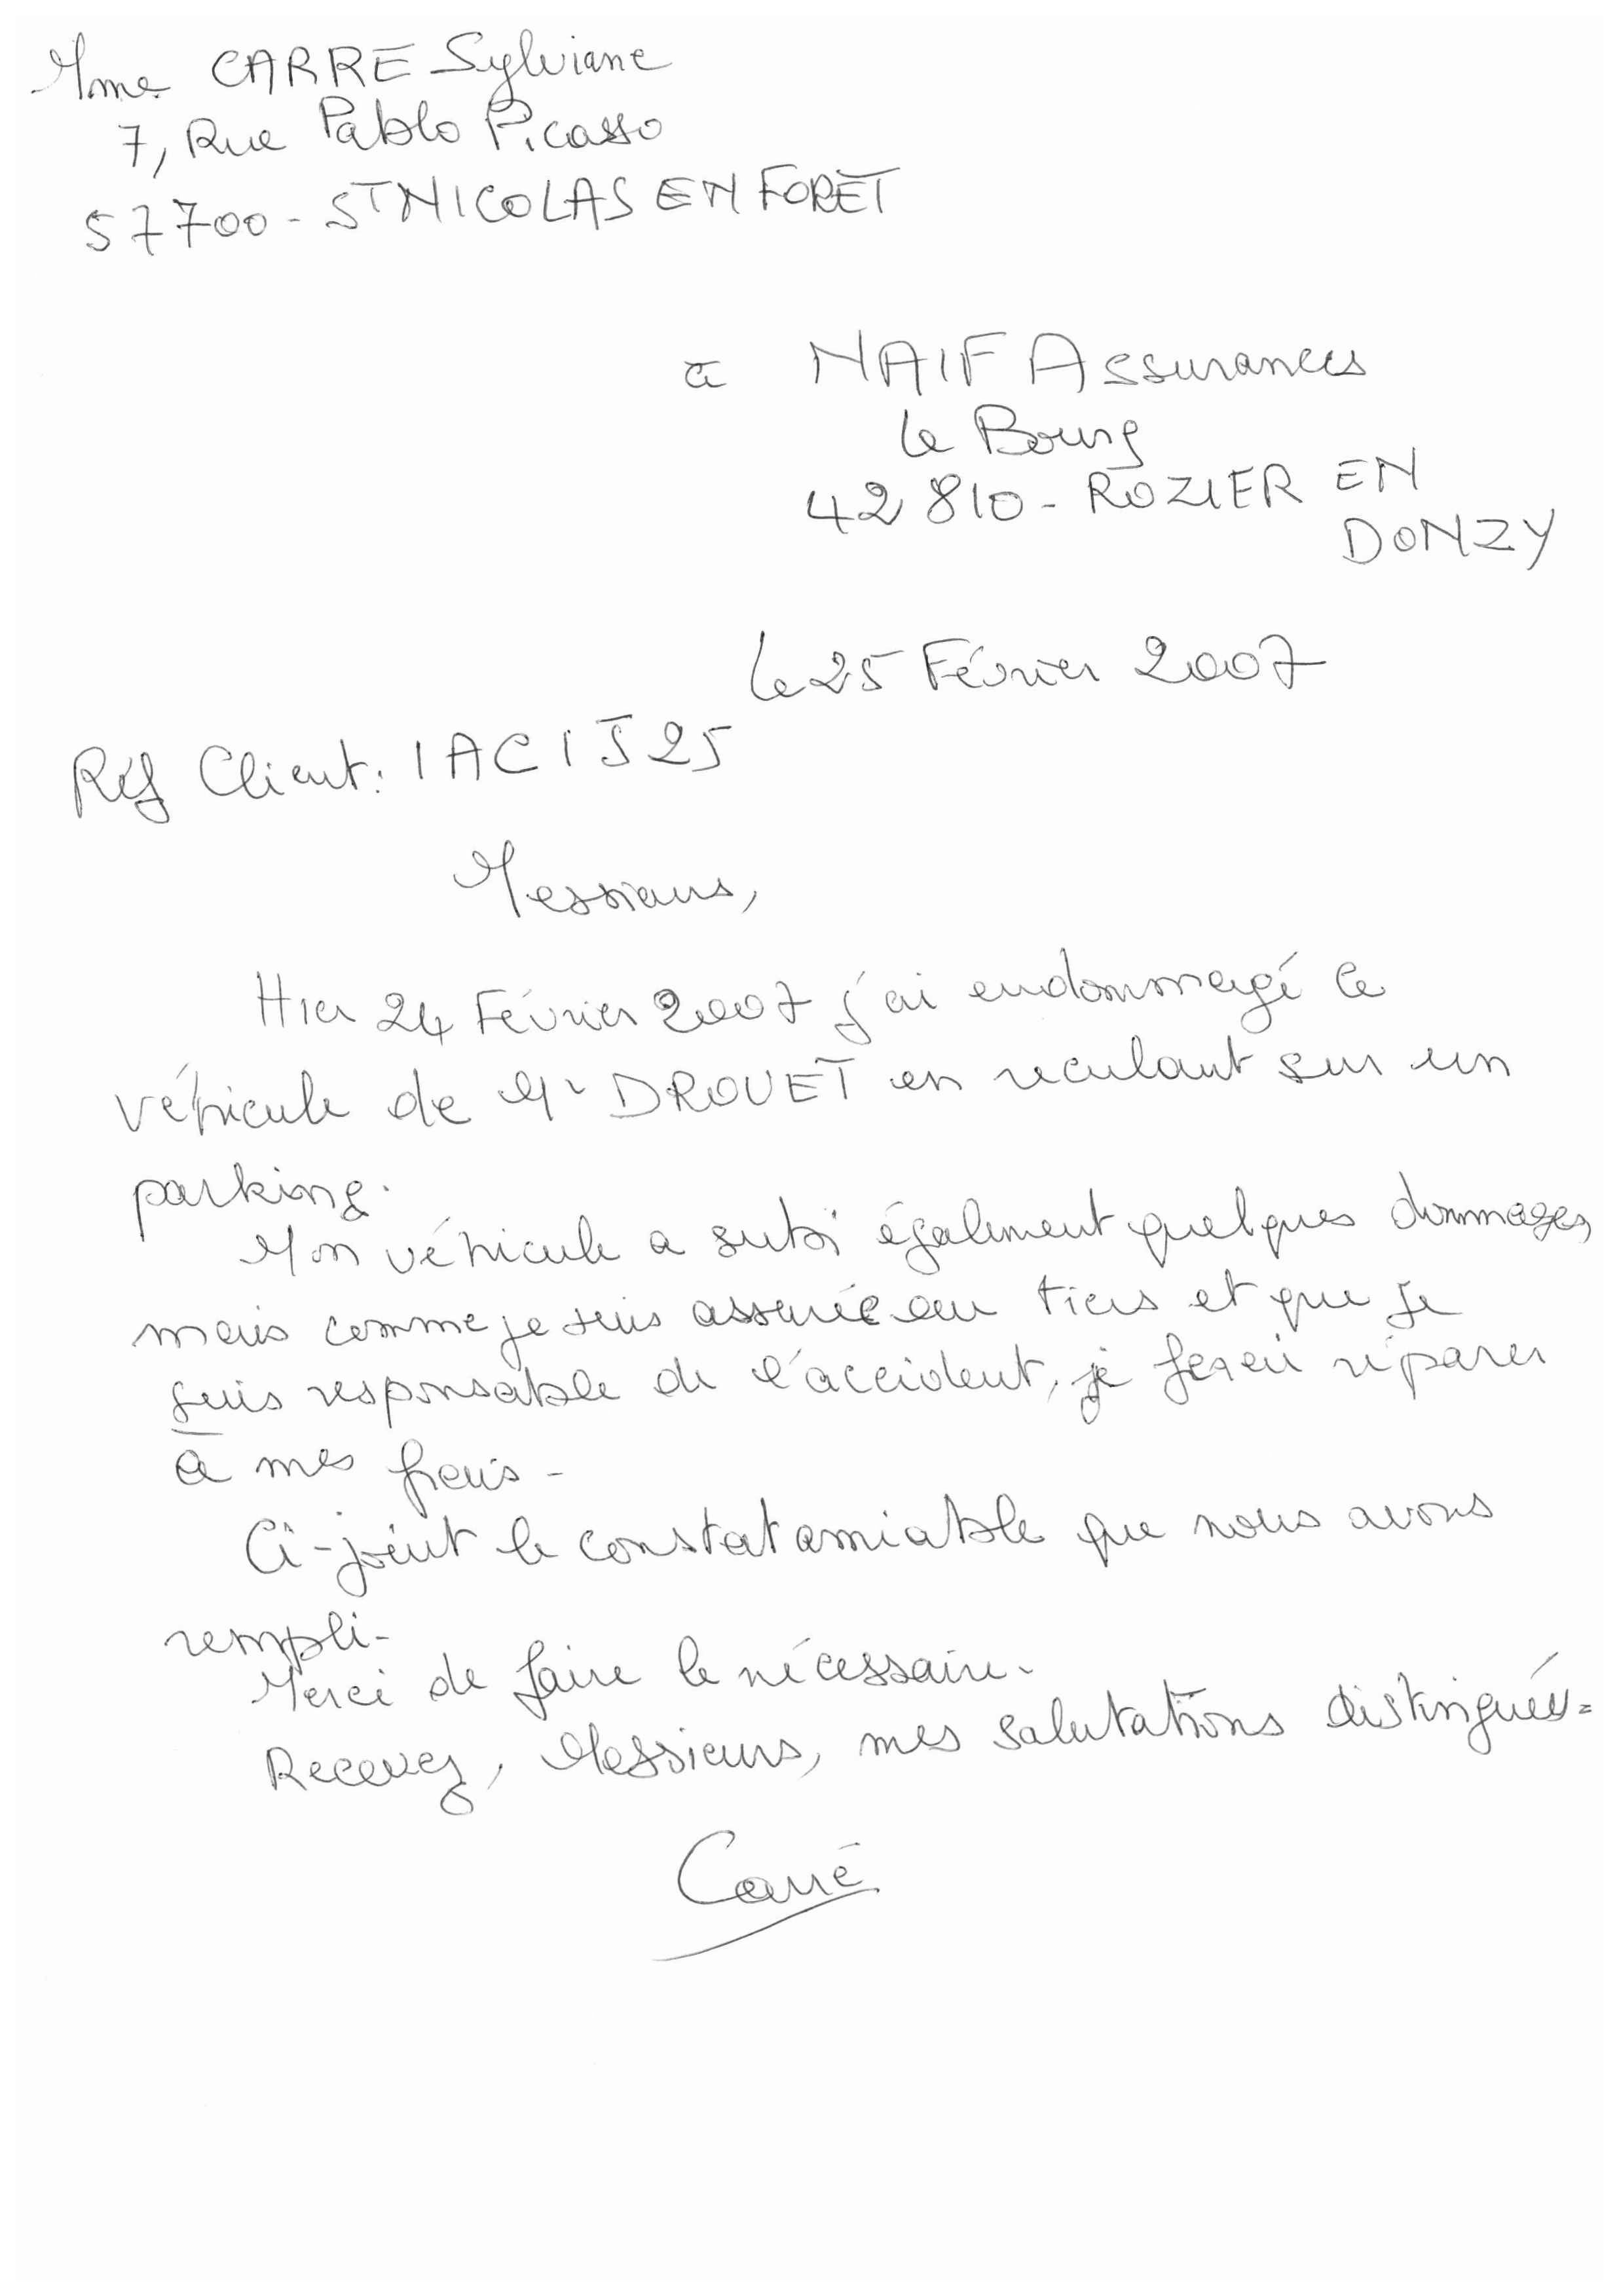 Mme CARRE Sylviane
7, Rue Pablo Picasso
57700 - ST NICOLAS EN FORÊT
à NAIF Assurances
le Bourg
42810 - ROZIER EN
DONZY
le 25 Février 2007
Réf Client : IACIJ25
Messieurs,
Hier 24 Février 2007 j'ai endommagé le
véhicule de Mr DROUET en reculant sur un
parking.
Mon véhicule a subi également quelques dommages,
mais comme je suis assurée au tiers et que je
suis responsable de l'accident, je ferai réparer
à mes frais -
Ci-joint le constat amiable que nous avons
rempli -
Merci de faire le nécessaire -
Recevez, Messieurs, mes salutations distinguées -
Carré